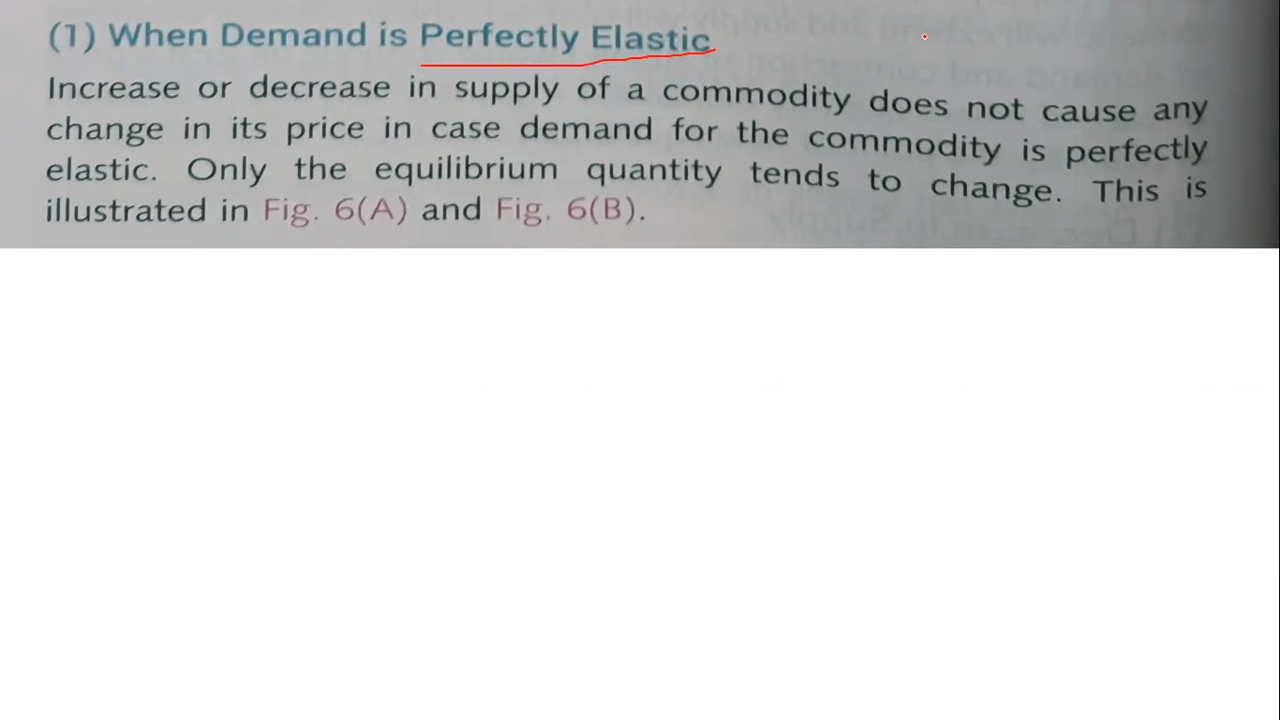 (1) When Demand is Perfectly Elastic
Increase or decrease in supply of a commodity does not cause any
change in its price in case demand for the commodity is perfectly
elastic. Only the equilibrium quantity tends to change. This is
illustrated in Fig. 6(A) and Fig. 6(B).